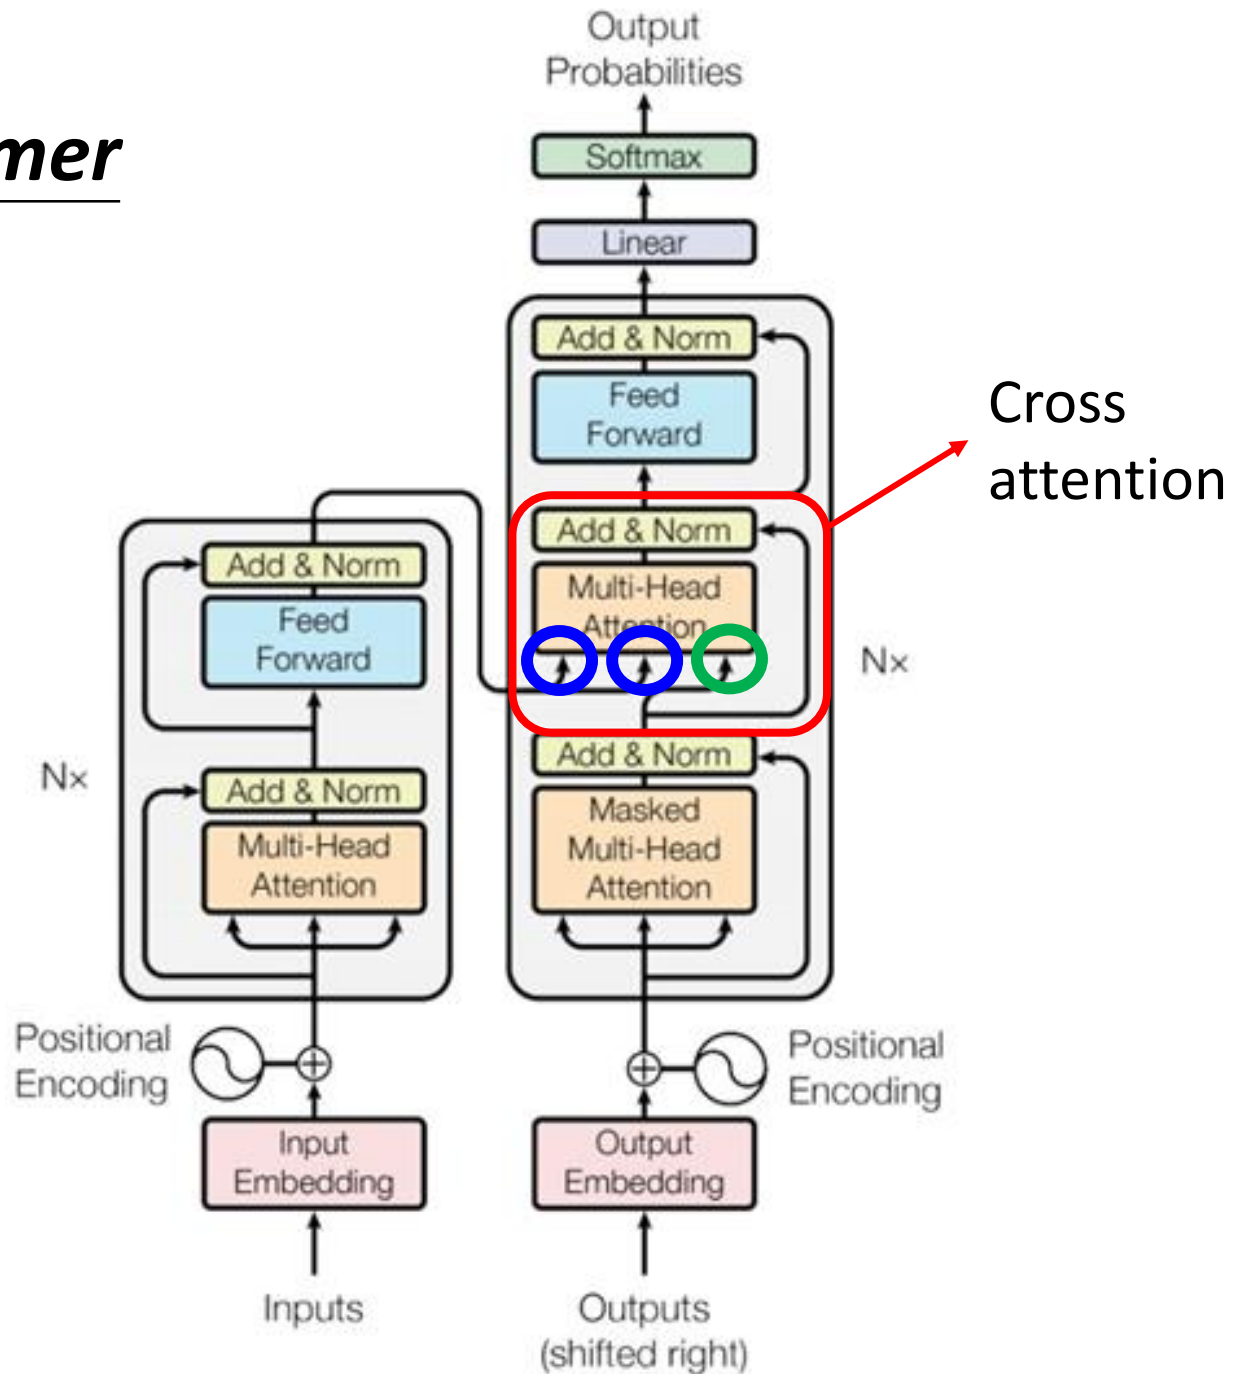 mer
Output
Probabilities
Softmax
Linear
Add & Norm
Feed
Forward
Cross
attention
Add & Norm
Multi-Head
Attention
Nx
Add & Norm
Masked
Multi-Head
Attention
Positional
Encoding
Output
Embedding
Outputs
(shifted right)
Add & Norm
Feed
Forward
Nx
Add & Norm
Multi-Head
Attention
Positional
Encoding
Input
Embedding
Inputs